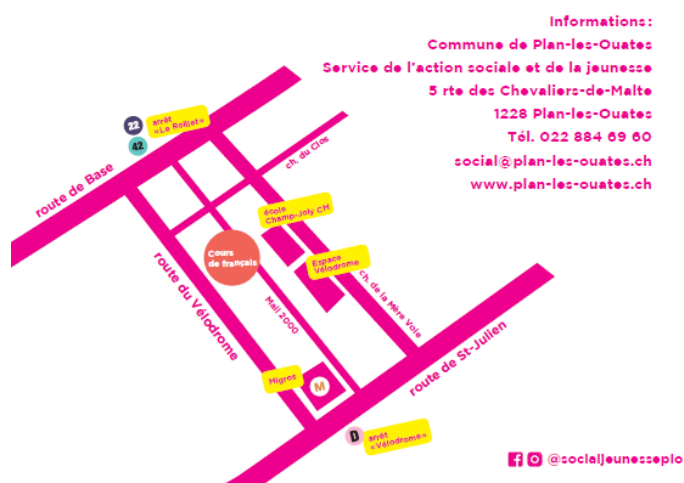 Informations:
Commune de Plan-les-Ouates
Service de l'action sociale et de la jeunesse
5 rte des Chevaliers-de-Malte
1228 Plan-les-Ouates
Tél. 022 884 69 60
social@plan-les-ouates.ch
www.plan-les-ouates.ch
22
42
arrêt
«Le Rolliet»
route de Base
ch. du Clos
école
Champ-Joly CM
Cours
de français
Espace
Vélodrome
route du Vélodrome
Mail 2000
ch. de la Mère Voie
Migros
M
route de St-Julien
D
arrêt
«Vélodrome»
@socialjeunesseplo